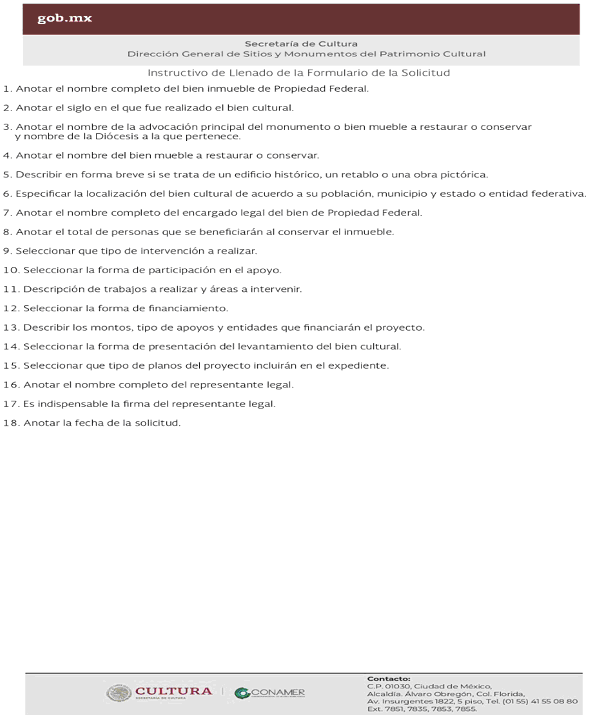 gob.mx
Secretaría de Cultura
Dirección General de Sitios y Monumentos del Patrimonio Cultural
Instructivo de Llenado de la Formulario de la Solicitud
1. Anotar el nombre completo del bien inmueble de Propiedad Federal.
2. Anotar el siglo en el que fue realizado el bien cultural.
3. Anotar el nombre de la advocación principal del monumento o bien mueble a restaurar o conservar
y nombre de la Diócesis a la que pertenece.
4. Anotar el nombre del bien mueble a restaurar o conservar.
5. Describir en forma breve si se trata de un edificio histórico, un retablo o una obra pictórica.
6. Especificar la localización del bien cultural de acuerdo a su población, municipio y estado o entidad federativa.
7. Anotar el nombre completo del encargado legal del bien de Propiedad Federal.
8. Anotar el total de personas que se beneficiarán al conservar el inmueble.
9. Seleccionar que tipo de intervención a realizar.
10. Seleccionar la forma de participación en el apoyo.
11. Descripción de trabajos a realizar y áreas a intervenir.
12. Seleccionar la forma de financiamiento.
13. Describir los montos, tipo de apoyos y entidades que financiarán el proyecto.
14. Seleccionar la forma de presentación del levantamiento del bien cultural.
15. Seleccionar que tipo de planos del proyecto incluirán en el expediente.
16. Anotar el nombre completo del representante legal.
17. Es indispensable la firma del representante legal.
18. Anotar la fecha de la solicitud.
CULTURA
SECRETARÍA DE CULTURA
CONAMER
Contacto:
C.P. 01030, Ciudad de México,
Alcaldía. Álvaro Obregón, Col. Florida,
Av. Insurgentes 1822, 5 piso, Tel. (01 55) 41 55 08 80
Ext. 7851, 7835, 7853, 7855.